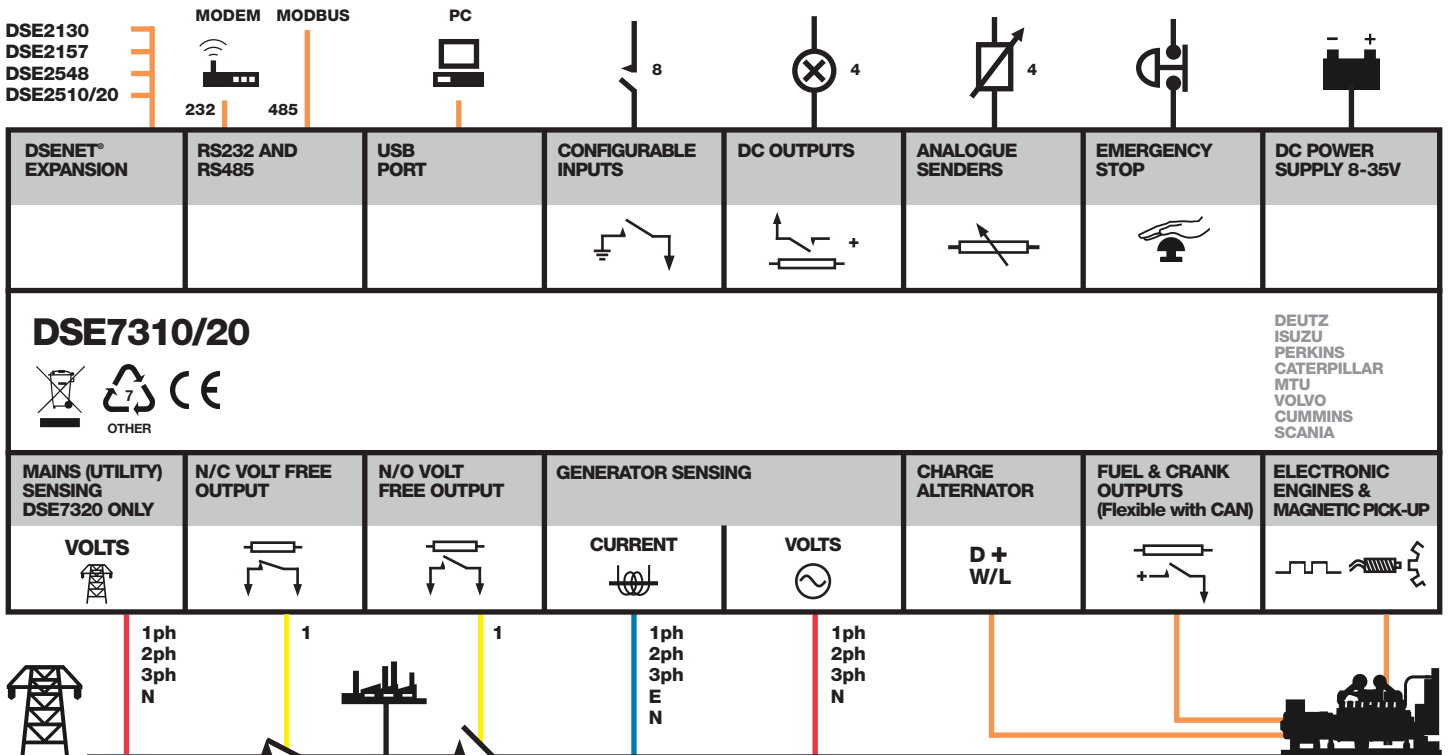 DSE2130
DSE2157
DSE2548
DSE2510/20
MODEM
MODBUS
PC
232
485
8
4
4
- +
DSENET®
EXPANSION
RS232 AND
RS485
USB
PORT
CONFIGURABLE
INPUTS
DC OUTPUTS
ANALOGUE
SENDERS
EMERGENCY
STOP
DC POWER
SUPPLY 8-35V
+
DSE7310/20
7
OTHER
CE
DEUTZ
ISUZU
PERKINS
CATERPILLAR
MTU
VOLVO
CUMMINS
SCANIA
MAINS (UTILITY)
SENSING
DSE7320 ONLY
N/C VOLT FREE
OUTPUT
N/O VOLT
FREE OUTPUT
GENERATOR SENSING
CHARGE
ALTERNATOR
FUEL & CRANK
OUTPUTS
(Flexible with CAN)
ELECTRONIC
ENGINES &
MAGNETIC PICK-UP
VOLTS
CURRENT
VOLTS
D +
W/L
+
1ph
2ph
3ph
N
1
1
1ph
2ph
3ph
E
N
1ph
2ph
3ph
N